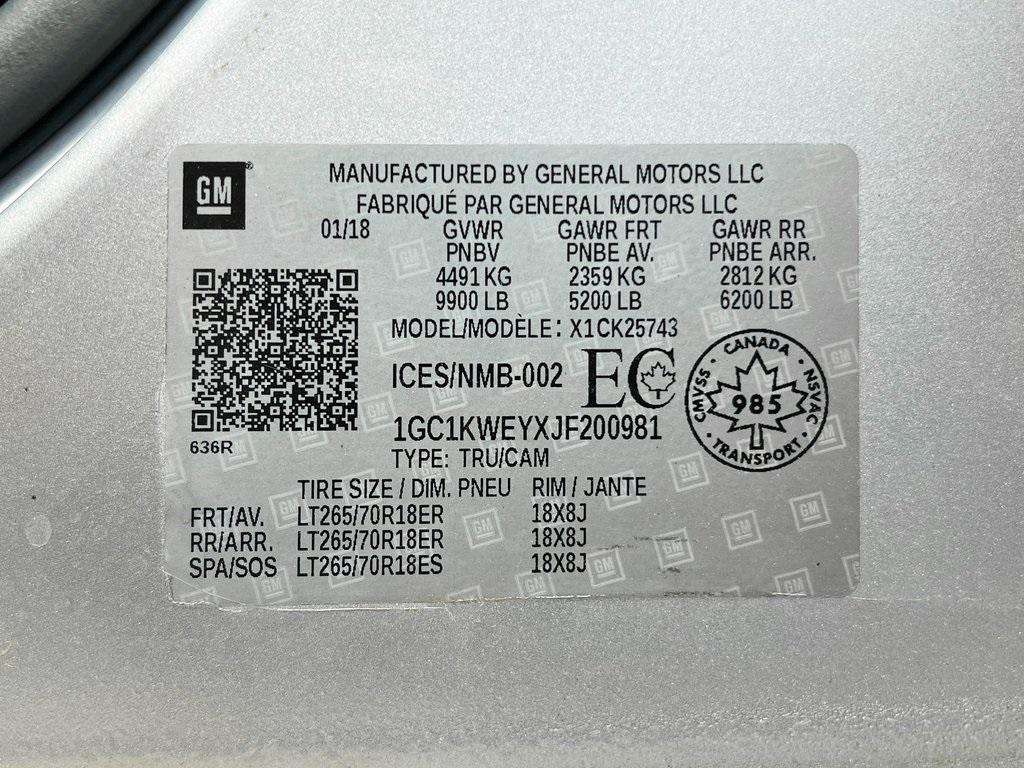 GM
MANUFACTURED BY GENERAL MOTORS LLC
FABRIQUÉ PAR GENERAL MOTORS LLC
01/18 GVWR GAWR FRT GAWR RR
PNBV PNBE AV. PNBE ARR.
4491 KG 2359 KG 2812 KG
9900 LB 5200 LB 6200 LB
MODEL/MODÈLE: X1CK25743
ICES/NMB-002 EC
CANADA
CMVSS 985 NSVAC
TRANSPORT
1GC1KWEYXJF200981
636R
TYPE: TRU/CAM
TIRE SIZE / DIM. PNEU RIM / JANTE
FRT/AV. LT265/70R18ER 18X8J
RR/ARR. LT265/70R18ER 18X8J
SPA/SOS LT265/70R18ES 18X8J